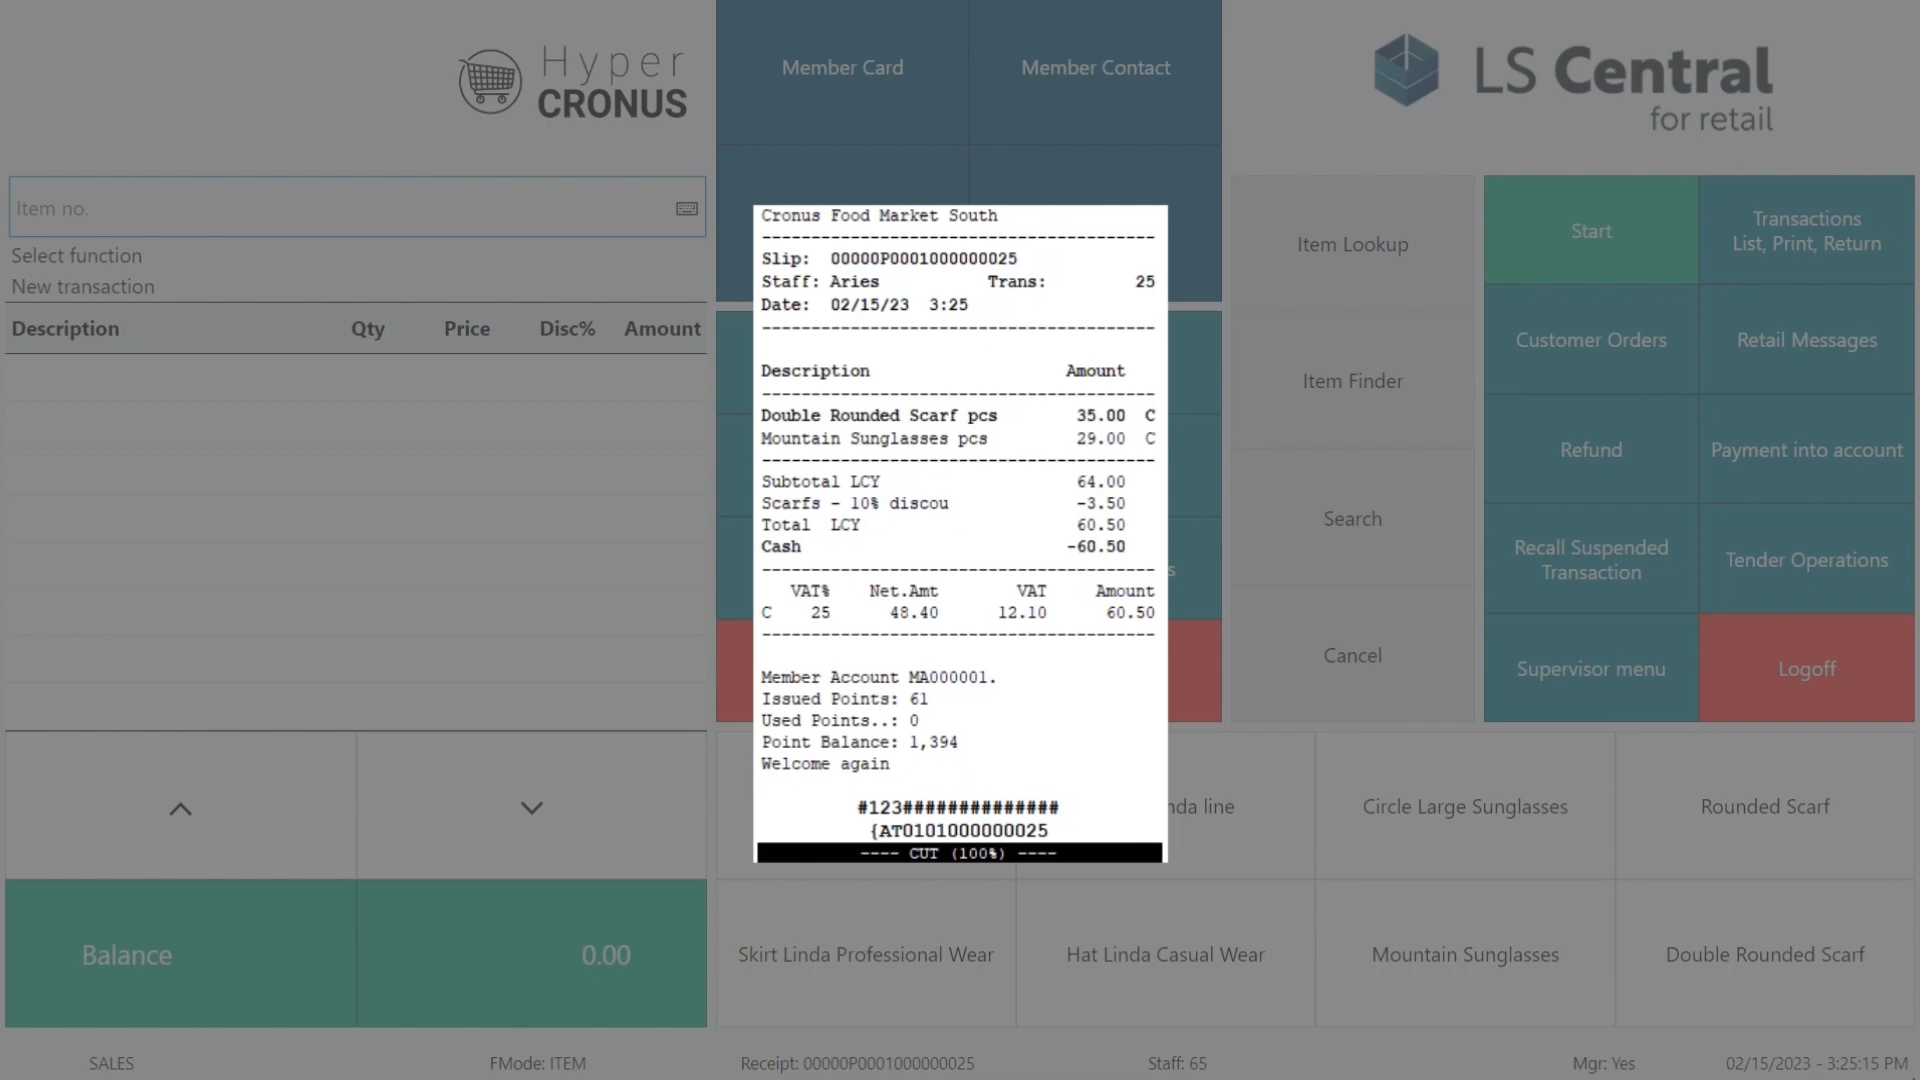 Hyper
CRONUS
Member Card
Member Contact
LS Central
for retail
Item no.
Select function
New transaction
Description Qty Price Disc% Amount
Cronus Food Market South
----------------------------------------
Slip: 00000P0001000000025
Staff: Aries Trans: 25
Date: 02/15/23 3:25
----------------------------------------
Description Amount
----------------------------------------
Double Rounded Scarf pcs 35.00 C
Mountain Sunglasses pcs 29.00 C
----------------------------------------
Subtotal LCY 64.00
Scarfs - 10% discou -3.50
Total LCY 60.50
Cash -60.50
----------------------------------------
VAT% Net.Amt VAT Amount
C 25 48.40 12.10 60.50
----------------------------------------
Member Account MA000001.
Issued Points: 61
Used Points..: 0
Point Balance: 1,394
Welcome again
#123##############
{AT0101000000025
---- CUT (100%) ----
Item Lookup
Item Finder
Search
Cancel
Start
Transactions
List, Print, Return
Customer Orders
Retail Messages
Refund
Payment into account
Recall Suspended
Transaction
Tender Operations
Supervisor menu
Logoff
nda line
Circle Large Sunglasses
Rounded Scarf
Balance 0.00
Skirt Linda Professional Wear
Hat Linda Casual Wear
Mountain Sunglasses
Double Rounded Scarf
SALES
FMode: ITEM
Receipt: 00000P0001000000025
Staff: 65
Mgr: Yes
02/15/2023 - 3:25:15 PM